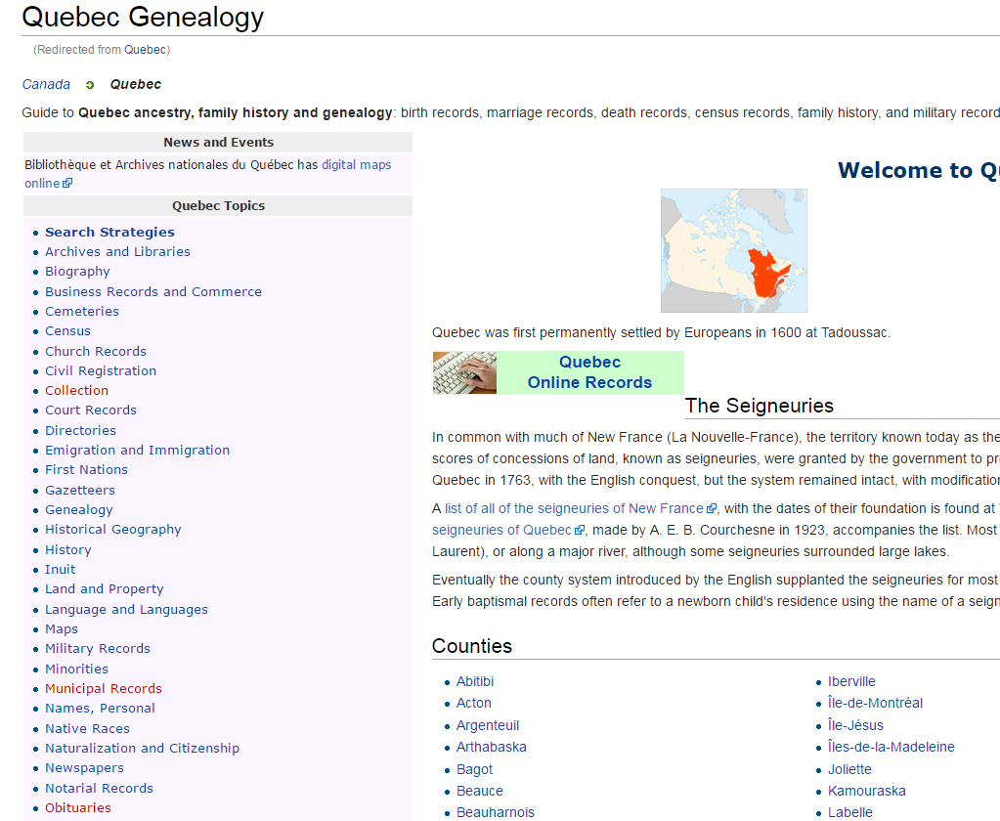 Quebec Genealogy
(Redirected from Quebec)
Canada Quebec
Guide to Quebec ancestry, family history and genealogy: birth records, marriage records, death records, census records, family history, and military record
News and Events
Bibliothèque et Archives nationales du Québec has digital maps
online
Quebec Topics
Search Strategies
Archives and Libraries
Biography
Business Records and Commerce
Cemeteries
Census
Church Records
Civil Registration
Collection
Court Records
Directories
Emigration and Immigration
First Nations
Gazetteers
Genealogy
Historical Geography
History
Inuit
Land and Property
Language and Languages
Maps
Military Records
Minorities
Municipal Records
Names, Personal
Native Races
Naturalization and Citizenship
Newspapers
Notarial Records
Obituaries
Welcome to Qu
Quebec was first permanently settled by Europeans in 1600 at Tadoussac.
Quebec
Online Records
The Seigneuries
In common with much of New France (La Nouvelle-France), the territory known today as the
scores of concessions of land, known as seigneuries, were granted by the government to pr
Quebec in 1763, with the English conquest, but the system remained intact, with modification
A list of all of the seigneuries of New France, with the dates of their foundation is found at "
seigneuries of Quebec, made by A. E. B. Courchesne in 1923, accompanies the list. Most
Laurent), or along a major river, although some seigneuries surrounded large lakes.
Eventually the county system introduced by the English supplanted the seigneuries for most
Early baptismal records often refer to a newborn child's residence using the name of a seign
Counties
Abitibi
Acton
Argenteuil
Arthabaska
Bagot
Beauce
Beauharnois
Iberville
Île-de-Montréal
Île-Jésus
Îles-de-la-Madeleine
Joliette
Kamouraska
Labelle